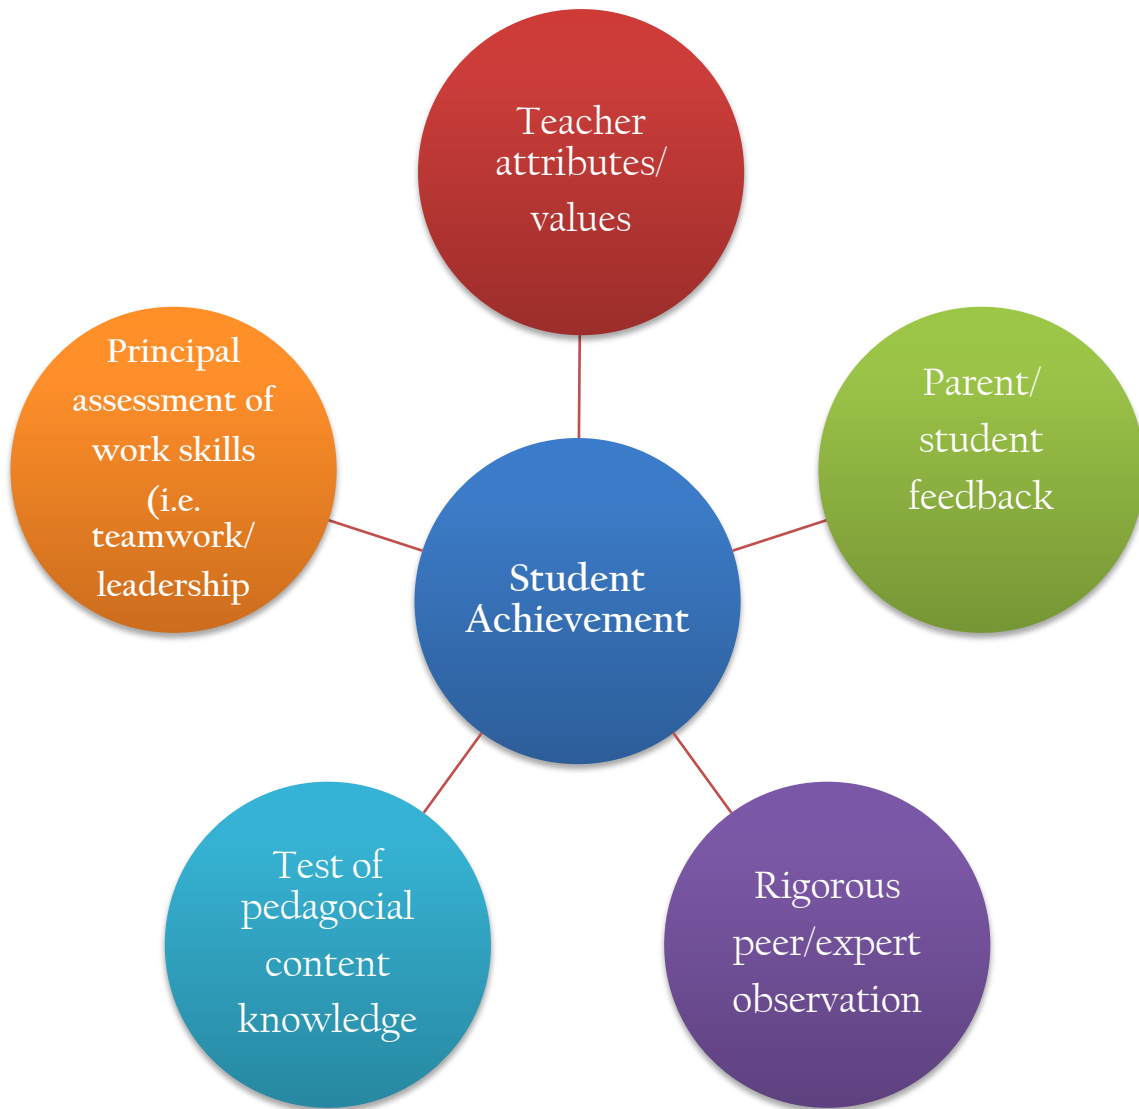 Teacher
attributes/
values
Parent/
student
feedback
Rigorous
peer/expert
observation
Test of
pedagocial
content
knowledge
Principal
assessment of
work skills
(i.e.
teamwork/
leadership
Student
Achievement